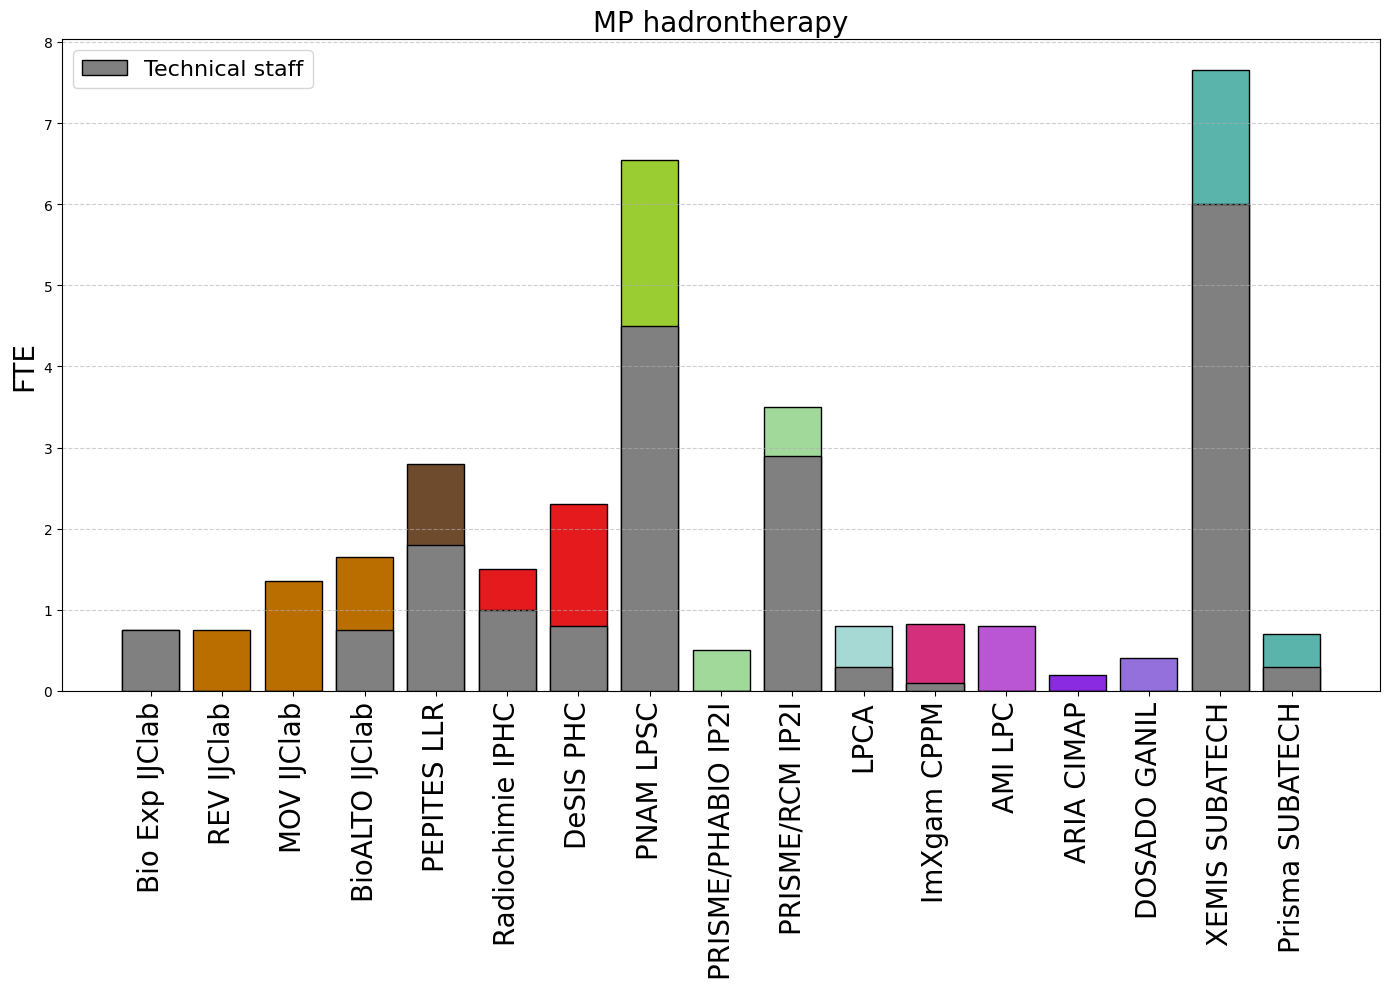 MP hadrontherapy
Technical staff
8
7
6
5
4
3
2
1
0
FTE
Bio Exp IJClab
REV IJClab
MOV IJClab
BioALTO IJClab
PEPITES LLR
Radiochimie IPHC
DeSIS PHC
PNAM LPSC
PRISME/PHABIO IP2I
PRISME/RCM IP2I
LPCA
ImXgam CPPM
AMI LPC
ARIA CIMAP
DOSADO GANIL
XEMIS SUBATECH
Prisma SUBATECH